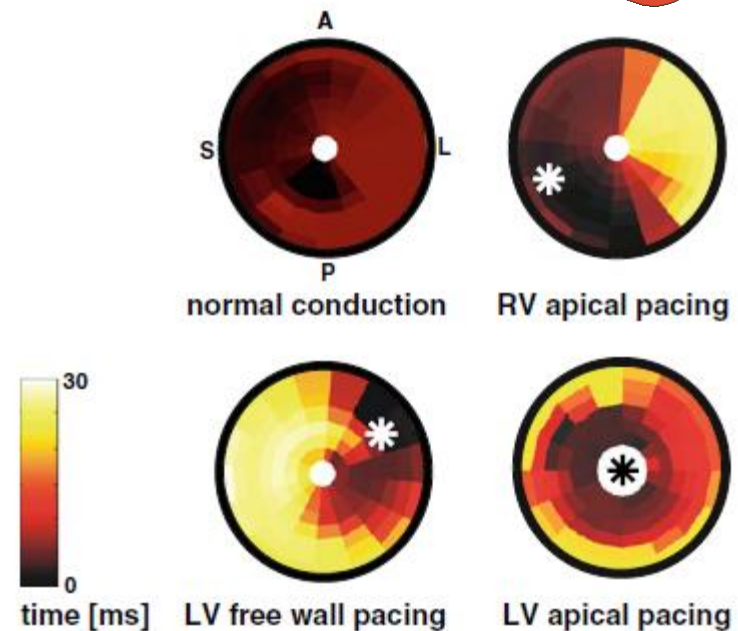 A
S
L
P
normal conduction
RV apical pacing
30
0
time [ms]
LV free wall pacing
LV apical pacing